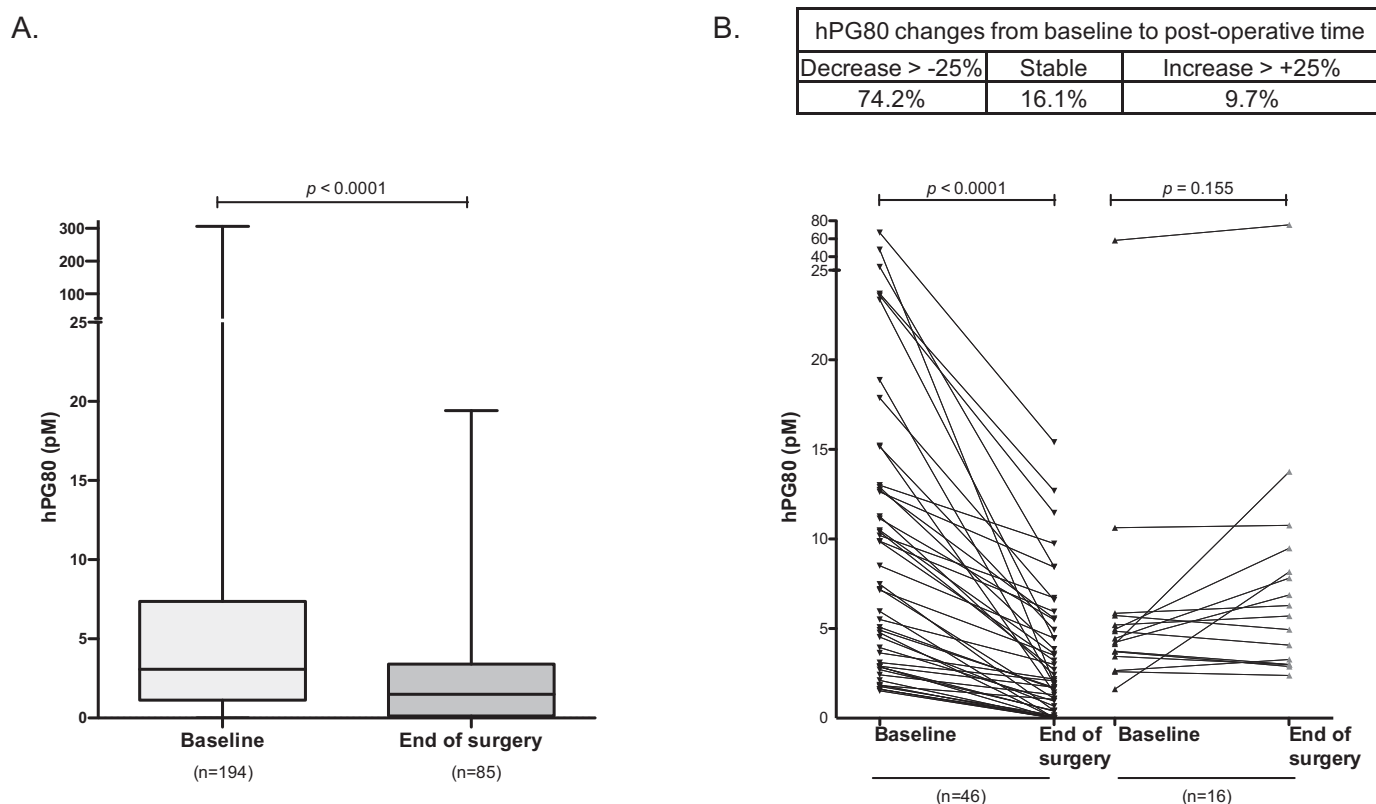 A.
p < 0.0001
300
200
100
25
20
15
10
5
0
hPG80 (pM)
Baseline
End of surgery
(n=194)
(n=85)
B.
hPG80 changes from baseline to post-operative time
Decrease > -25% Stable Increase > +25%
74.2% 16.1% 9.7%
p < 0.0001
p = 0.155
80
60
40
25
20
15
10
5
0
hPG80 (pM)
Baseline
End of
surgery
Baseline
End of
surgery
(n=46)
(n=16)